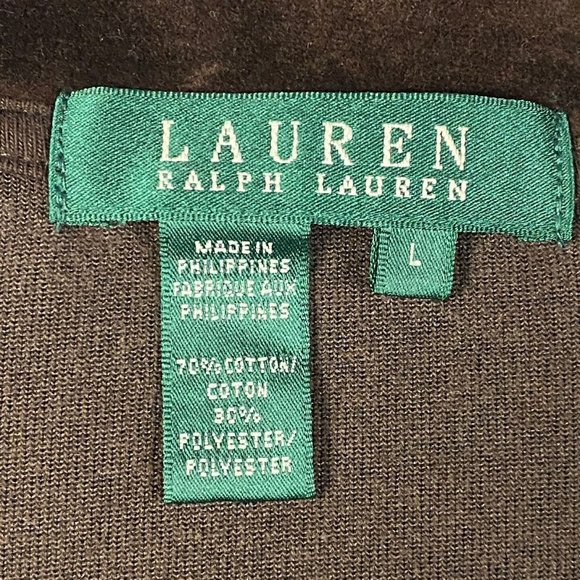 LAUREN
RALPH LAUREN
MADE IN
PHILIPPINES
FABRIQUE AUX
PHILIPPINES
70% COTTON/
COTON
30%
POLYESTER/
POLYESTER
L